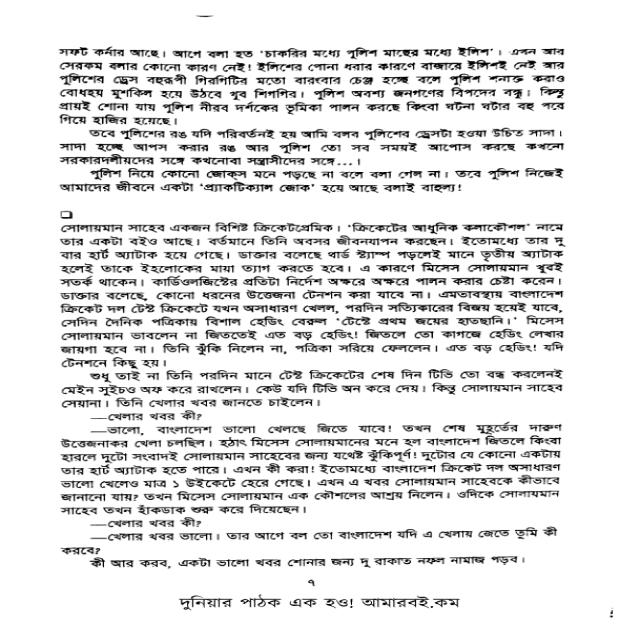 সফট কর্নার আছে। আগে বলা হত ‘চাকরির মধ্যে পুলিশ মাছের মধ্যে ইলিশ’। এখন আর
সেরকম বলার কোনো কারণ নেই! ইলিশের পোনা ধরার কারণে বাজারে ইলিশই নেই আর
পুলিশের ড্রেস বহুরূপী গিরগিটির মতো বারংবার চেঞ্জ হচ্ছে বলে পুলিশ শনাক্ত করাও
বোধহয় মুশকিল হয়ে উঠবে খুব শিগগির। পুলিশ অবশ্য জনগণের বিপদের বন্ধু। কিন্তু
প্রায়ই শোনা যায় পুলিশ নীরব দর্শকের ভূমিকা পালন করছে কিংবা ঘটনা ঘটার বহু পরে
গিয়ে হাজির হয়েছে।
তবে পুলিশের রঙ যদি পরিবর্তনই হয় আমি বলব পুলিশের ড্রেসটা হওয়া উচিত সাদা।
সাদা হচ্ছে আপস করার রঙ আর পুলিশ তো সব সময়ই আপোস করছে কখনো
সরকারদলীয়দের সঙ্গে কখনোবা সন্ত্রাসীদের সঙ্গে...।
পুলিশ নিয়ে কোনো জোক্‌স মনে পড়ছে না বলে বলা গেল না। তবে পুলিশ নিজেই
আমাদের জীবনে একটা ‘প্র্যাকটিক্যাল জোক’ হয়ে আছে বলাই বাহুল্য!
❑
সোলায়মান সাহেব একজন বিশিষ্ট ক্রিকেটপ্রেমিক। ‘ক্রিকেটের আধুনিক কলাকৌশল’ নামে
তার একটা বইও আছে। বর্তমানে তিনি অবসর জীবনযাপন করছেন। ইতোমধ্যে তার দু
বার হার্ট অ্যাটাক হয়ে গেছে। ডাক্তার বলেছে থার্ড স্ট্যাম্প পড়লেই মানে তৃতীয় অ্যাটাক
হলেই তাকে ইহলোকের মায়া ত্যাগ করতে হবে। এ কারণে মিসেস সোলায়মান খুবই
সতর্ক থাকেন। কার্ডিওলজিস্টের প্রতিটা নির্দেশ অক্ষরে অক্ষরে পালন করার চেষ্টা করেন।
ডাক্তার বলেছে, কোনো ধরনের উত্তেজনা টেনশন করা যাবে না। এমতাবস্থায় বাংলাদেশ
ক্রিকেট দল টেস্ট ক্রিকেটে যখন অসাধারণ খেলল, পরদিন সত্যিকারের বিজয় হয়েই যাবে,
সেদিন দৈনিক পত্রিকায় বিশাল হেডিং বেরুল ‘টেস্টে প্রথম জয়ের হাতছানি।’ মিসেস
সোলায়মান ভাবলেন না জিততেই এত বড় হেডিং! জিতলে তো কাগজে হেডিং লেখার
জায়গা হবে না। তিনি ঝুঁকি নিলেন না, পত্রিকা সরিয়ে ফেললেন। এত বড় হেডিং! যদি
টেনশনে কিছু হয়।
শুধু তাই না তিনি পরদিন মানে টেস্ট ক্রিকেটের শেষ দিন টিভি তো বন্ধ করলেনই
মেইন সুইচও অফ করে রাখলেন। কেউ যদি টিভি অন করে দেয়। কিন্তু সোলায়মান সাহেব
সেয়ানা। তিনি খেলার খবর জানতে চাইলেন।
—খেলার খবর কী?
—ভালো, বাংলাদেশ ভালো খেলছে জিতে যাবে! তখন শেষ মুহূর্তের দারুণ
উত্তেজনাকর খেলা চলছিল। হঠাৎ মিসেস সোলায়মানের মনে হল বাংলাদেশ জিতলে কিংবা
হারলে দুটো সংবাদই সোলায়মান সাহেবের জন্য যথেষ্ট ঝুঁকিপূর্ণ! দুটোর যে কোনো একটায়
তার হার্ট অ্যাটাক হতে পারে। এখন কী করা! ইতোমধ্যে বাংলাদেশ ক্রিকেট দল অসাধারণ
ভালো খেলেও মাত্র ১ উইকেটে হেরে গেছে। এখন এ খবর সোলায়মান সাহেবকে কীভাবে
জানানো যায়? তখন মিসেস সোলায়মান এক কৌশলের আশ্রয় নিলেন। ওদিকে সোলায়মান
সাহেব তখন হাঁকডাক শুরু করে দিয়েছেন।
—খেলার খবর কী?
—খেলার খবর ভালো। তার আগে বল তো বাংলাদেশ যদি এ খেলায় জেতে তুমি কী
করবে?
কী আর করব, একটা ভালো খবর শোনার জন্য দু রাকাত নফল নামাজ পড়ব।
৭
দুনিয়ার পাঠক এক হও! আমারবই.কম